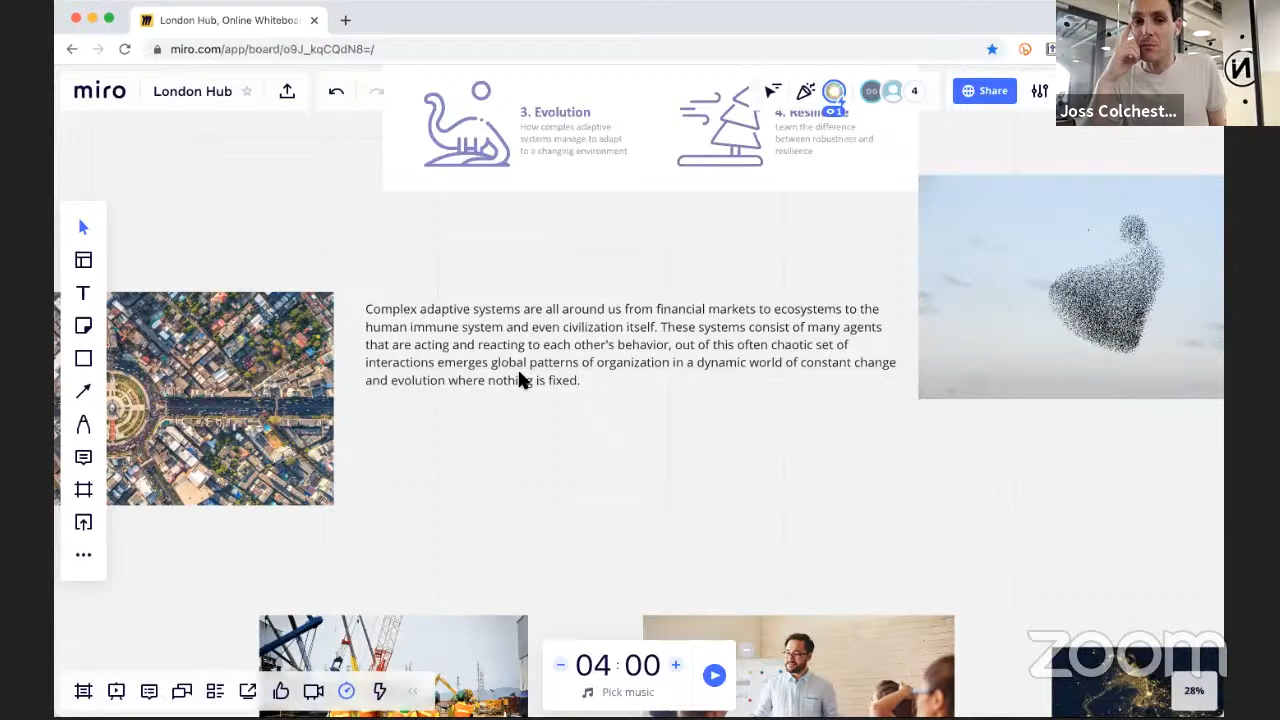 London Hub, Online Whiteboa
miro.com/app/board/o9J_kqCQdN8=/
miro
London Hub
DG
4
Share
Joss Colchest...
3. Evolution
How complex adaptive
systems manage to adapt
to a changing environment
4.
Learn the difference
between robustness and
resilience
Complex adaptive systems are all around us from financial markets to ecosystems to the
human immune system and even civilization itself. These systems consist of many agents
that are acting and reacting to each other's behavior, out of this often chaotic set of
interactions emerges global patterns of organization in a dynamic world of constant change
and evolution where nothing is fixed.
04 : 00
Pick music
zoom
28%